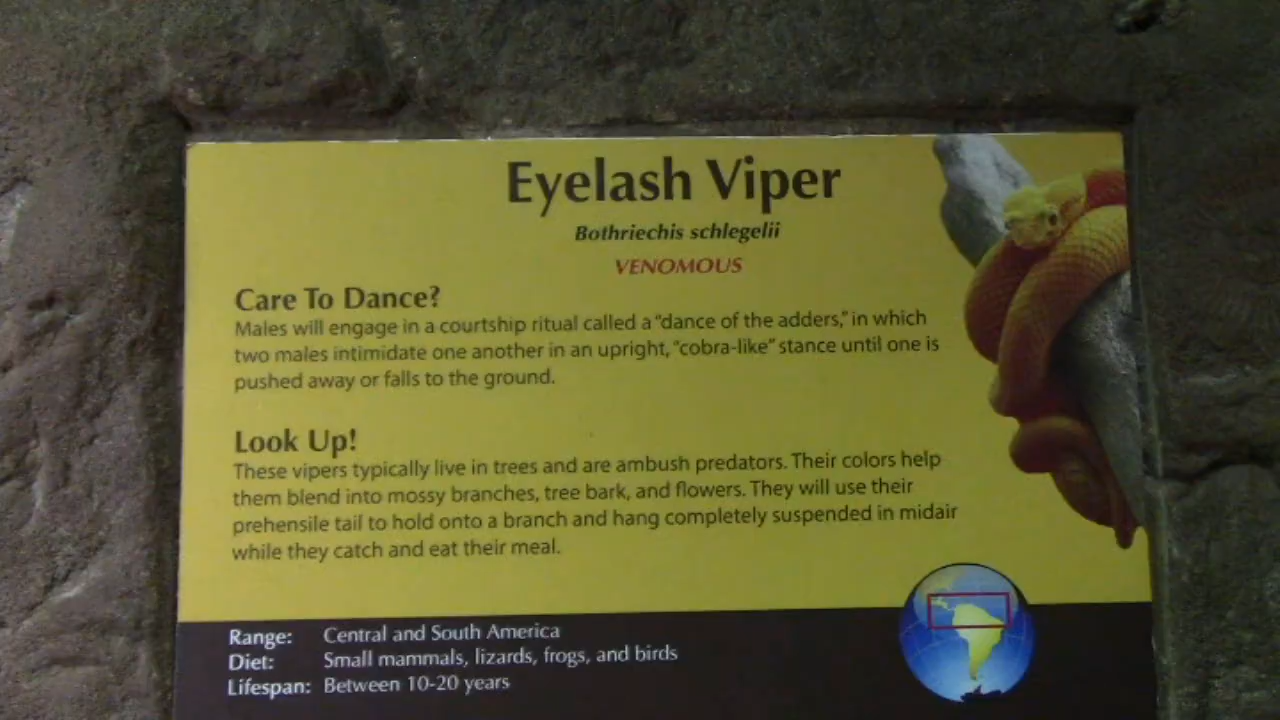 Eyelash Viper
Bothriechis schlegelii
VENOMOUS
Care To Dance?
Males will engage in a courtship ritual called a "dance of the adders," in which
two males intimidate one another in an upright, "cobra-like" stance until one is
pushed away or falls to the ground.
Look Up!
These vipers typically live in trees and are ambush predators. Their colors help
them blend into mossy branches, tree bark, and flowers. They will use their
prehensile tail to hold onto a branch and hang completely suspended in midair
while they catch and eat their meal.
Range: Central and South America
Diet: Small mammals, lizards, frogs, and birds
Lifespan: Between 10-20 years